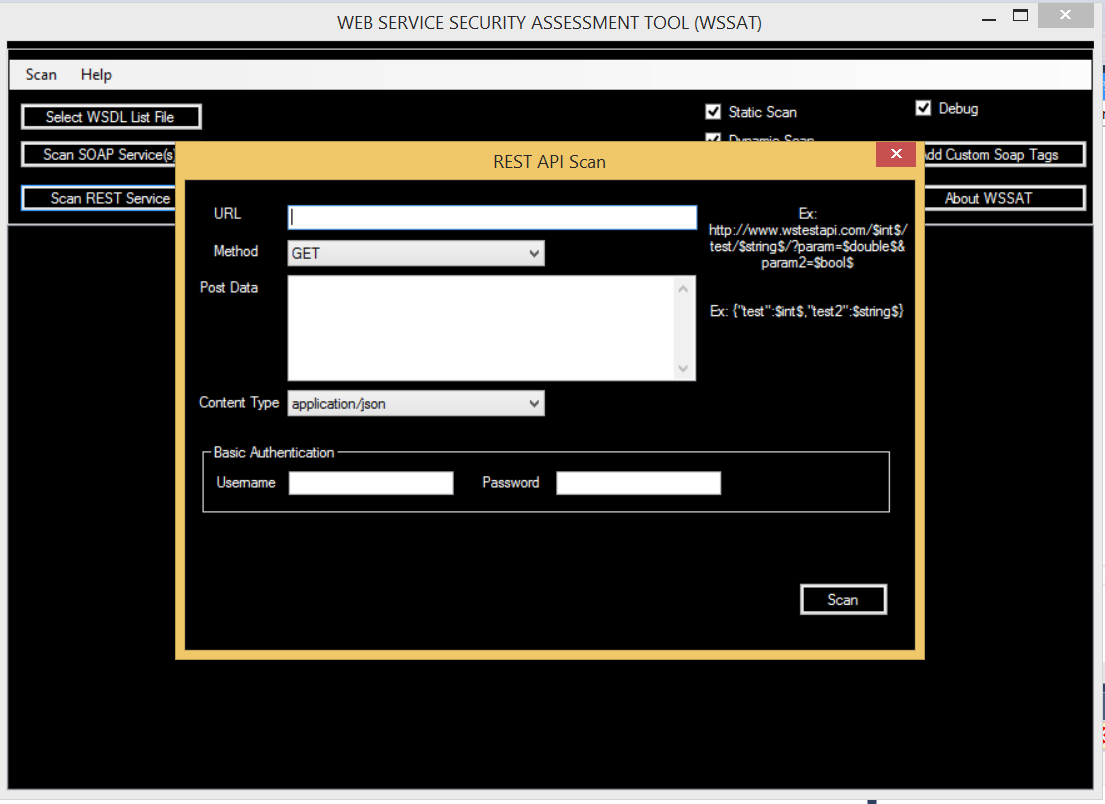 WEB SERVICE SECURITY ASSESSMENT TOOL (WSSAT)
Scan Help
Select WSDL List File
Static Scan
Debug
Scan SOAP Service(s)
Dynamic Scan
dd Custom Soap Tags
Scan REST Service
About WSSAT
REST API Scan
URL
Ex:
http://www.wstestapi.com/$int$/
test/$string$/?param=$double$&
param2=$bool$
Method
GET
Post Data
Ex: {"test":$int$,"test2":$string$}
Content Type
application/json
Basic Authentication
Username
Password
Scan